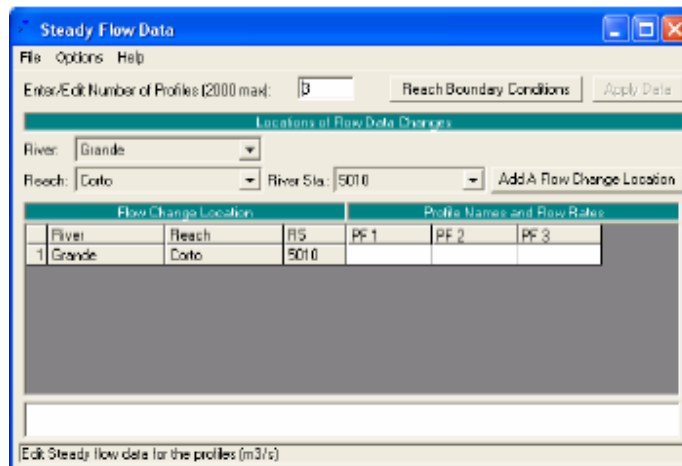 Steady Flow Data
File Options Help
Enter/Edit Number of Profiles (2000 max): 3 Reach Boundary Conditions Apply Data
Locations of Flow Data Changes
River: Grande
Reach: Corto River Sta.: 5010 Add A Flow Change Location
Flow Change Location Profile Names and Flow Rates
River Reach RS PF 1 PF 2 PF 3
1 Grande Corto 5010
Edit Steady flow data for the profiles (m3/s)